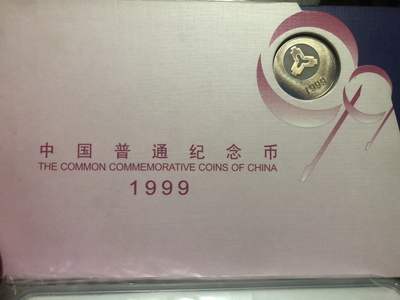 1999
中国普通纪念币
THE COMMON COMMEMORATIVE COINS OF CHINA
1999